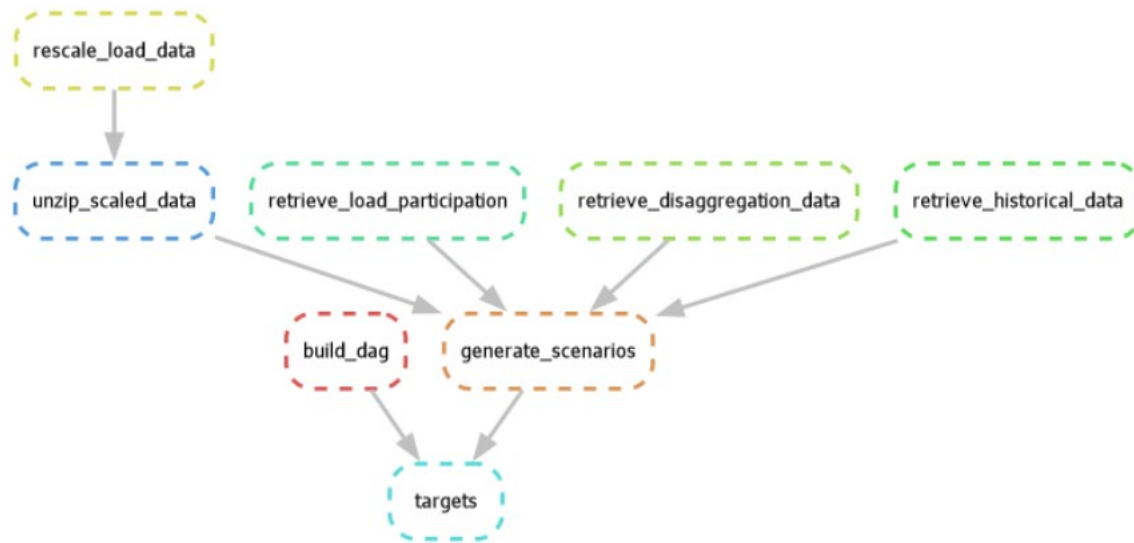 rescale_load_data
unzip_scaled_data
retrieve_load_participation
retrieve_disaggregation_data
retrieve_historical_data
build_dag
generate_scenarios
targets